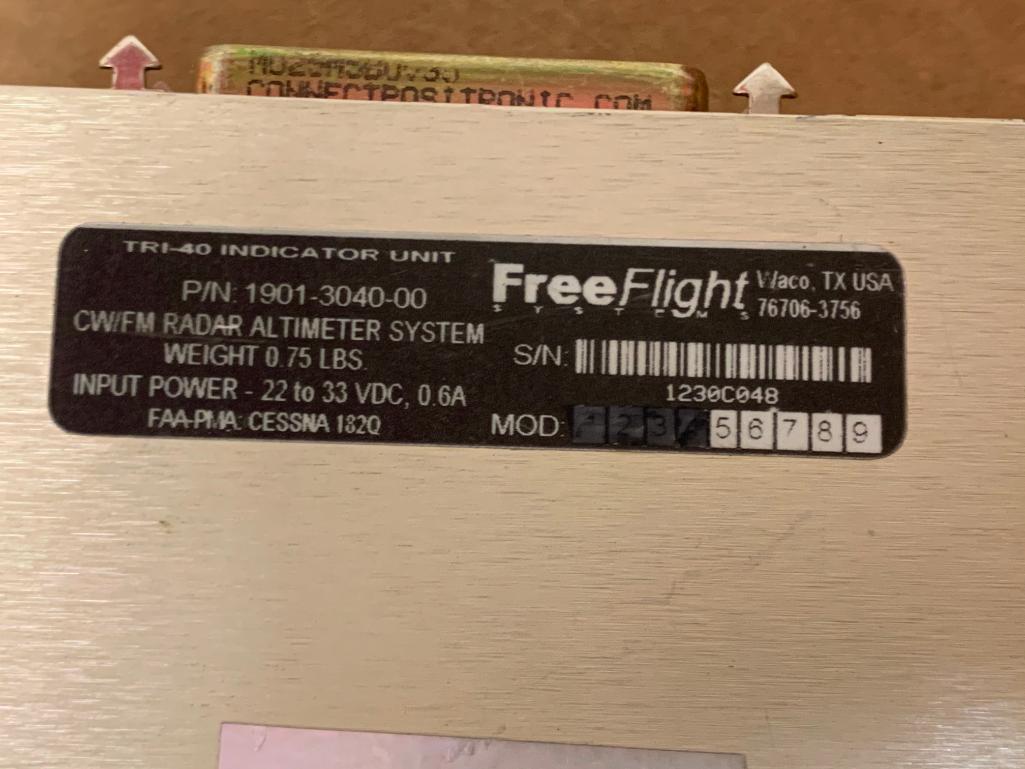 CONNECTPOSITRONIC.COM
TRI-40 INDICATOR UNIT
P/N: 1901-3040-00
CW/FM RADAR ALTIMETER SYSTEM
WEIGHT 0.75 LBS.
INPUT POWER - 22 to 33 VDC, 0.6A
FAA-PMA: CESSNA 182Q
FreeFlight
SYSTEMS
Waco, TX USA
76706-3756
S/N:
1230C048
MOD: 1 2 3 4 5 6 7 8 9